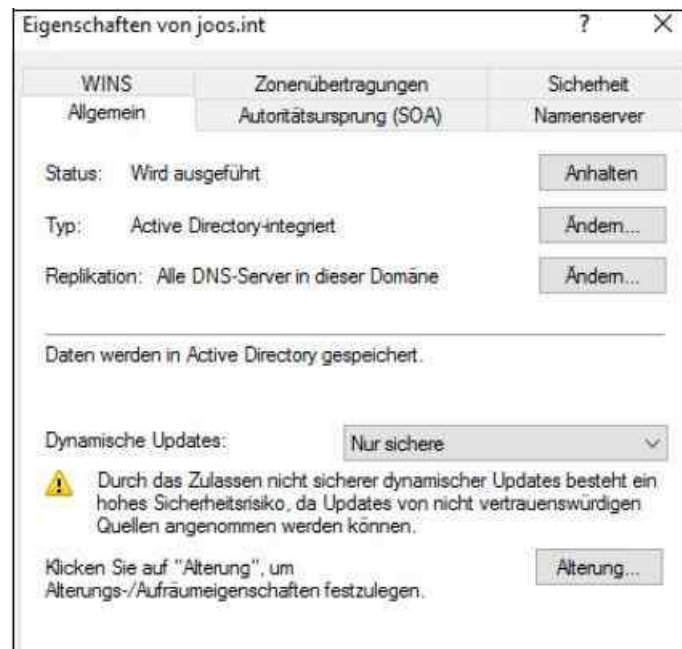 Eigenschaften von joos.int ? ×
WINS Zonenübertragungen Sicherheit
Allgemein Autoritätsursprung (SOA) Namenserver
Status: Wird ausgeführt Anhalten
Typ: Active Directory-integriert Ändern...
Replikation: Alle DNS-Server in dieser Domäne Ändern...
Daten werden in Active Directory gespeichert.
Dynamische Updates: Nur sichere
Durch das Zulassen nicht sicherer dynamischer Updates besteht ein
hohes Sicherheitsrisiko, da Updates von nicht vertrauenswürdigen
Quellen angenommen werden können.
Klicken Sie auf "Alterung", um Alterung...
Alterungs-/Aufräumeigenschaften festzulegen.